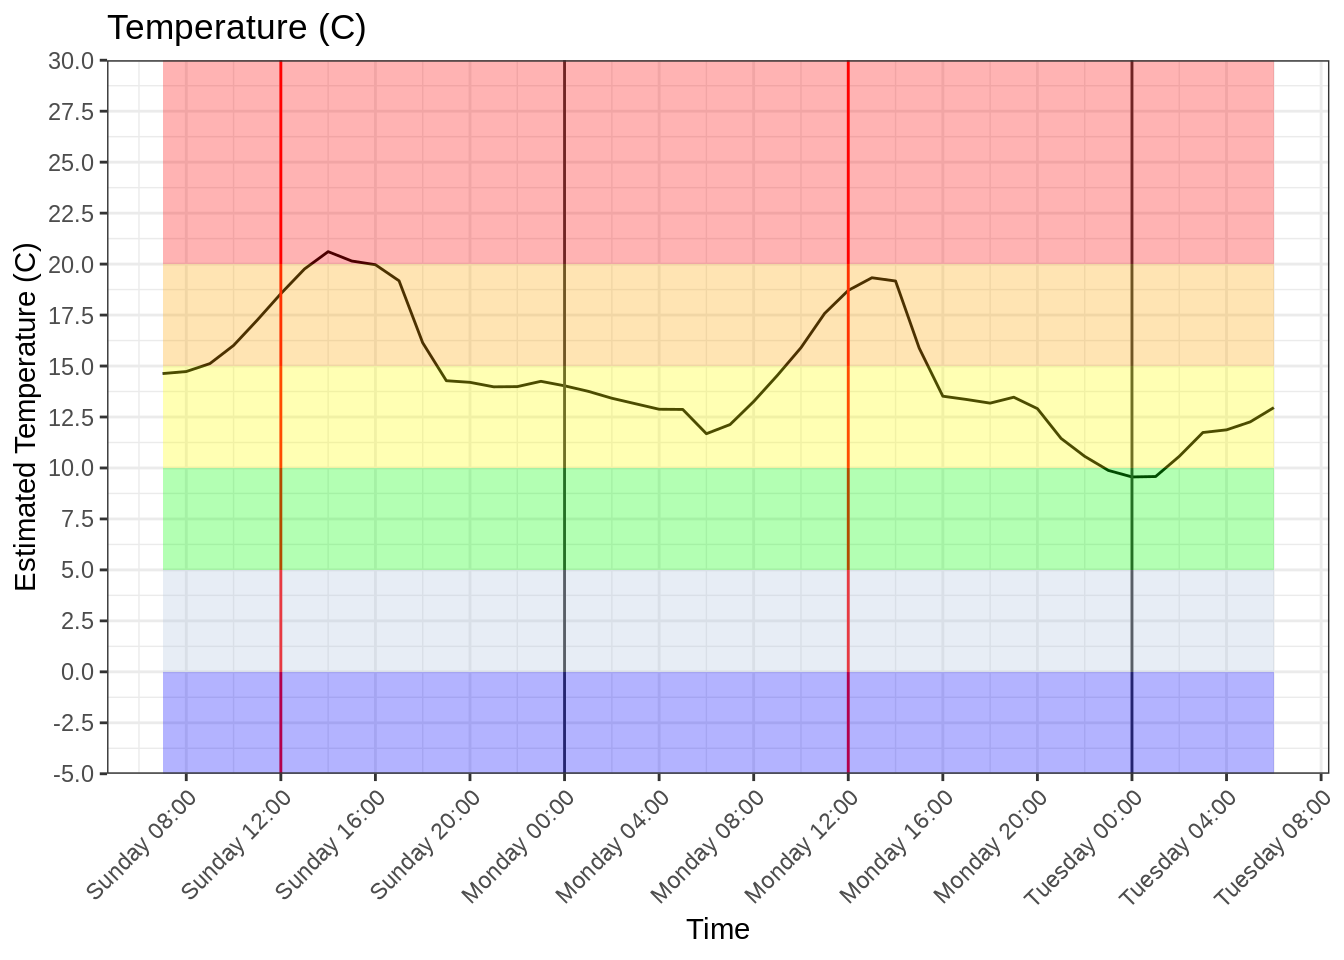 Temperature (C)
Estimated Temperature (C)
30.0
27.5
25.0
22.5
20.0
17.5
15.0
12.5
10.0
7.5
5.0
2.5
0.0
-2.5
-5.0
Sunday 08:00
Sunday 12:00
Sunday 16:00
Sunday 20:00
Monday 00:00
Monday 04:00
Monday 08:00
Monday 12:00
Monday 16:00
Monday 20:00
Tuesday 00:00
Tuesday 04:00
Tuesday 08:00
Time